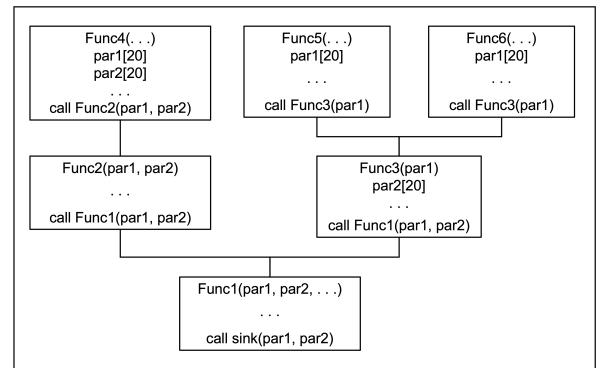 Func4(. . .)
par1[20]
par2[20]
. . .
call Func2(par1, par2)
Func5(. . .)
par1[20]
. . .
call Func3(par1)
Func6(. . .)
par1[20]
. . .
call Func3(par1)
Func2(par1, par2)
. . .
call Func1(par1, par2)
Func3(par1)
par2[20]
. . .
call Func1(par1, par2)
Func1(par1, par2, . . .)
. . .
call sink(par1, par2)